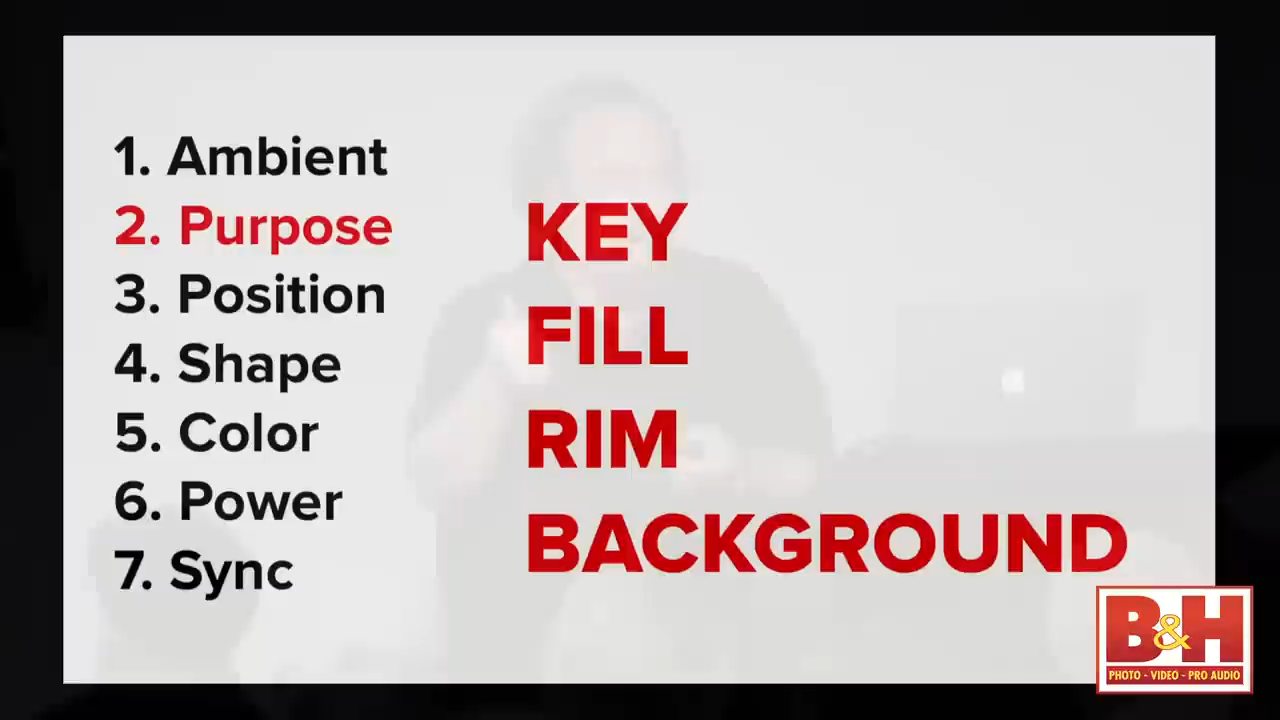 1. Ambient
2. Purpose
3. Position
4. Shape
5. Color
6. Power
7. Sync
KEY
FILL
RIM
BACKGROUND
B&H
PHOTO - VIDEO - PRO AUDIO